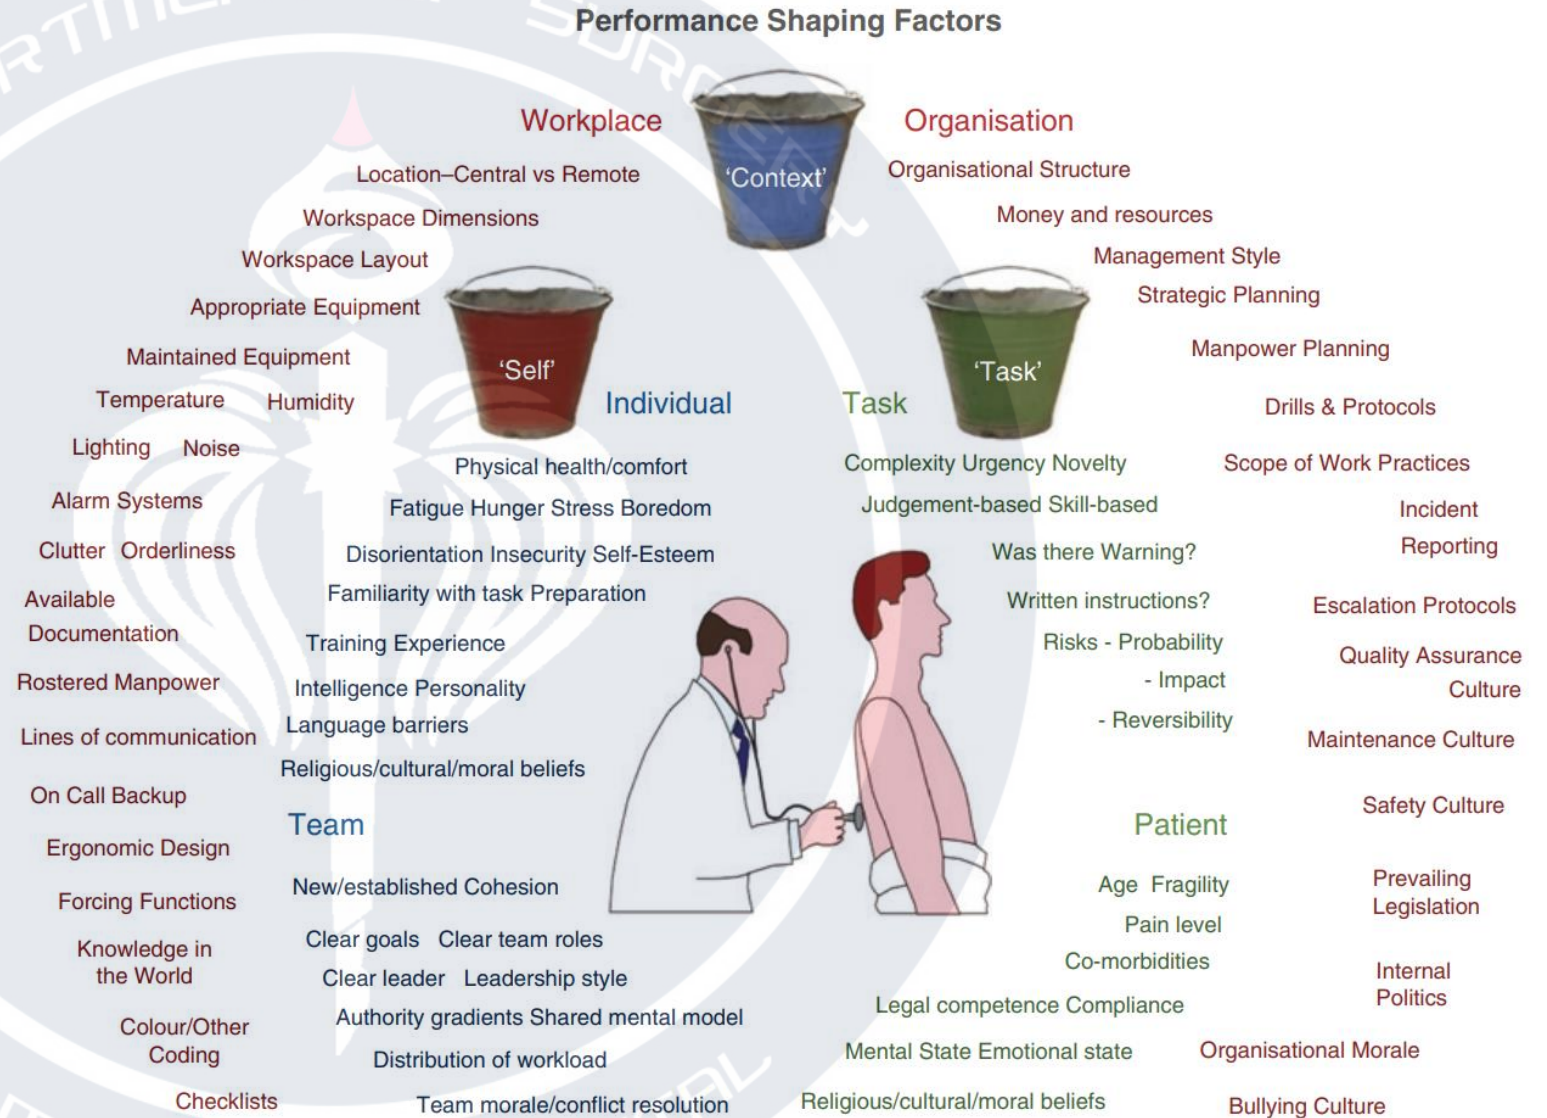 Performance Shaping Factors
'Context'
'Self'
'Task'
Workplace
Location–Central vs Remote
Workspace Dimensions
Workspace Layout
Appropriate Equipment
Maintained Equipment
Temperature Humidity
Lighting Noise
Alarm Systems
Clutter Orderliness
Available
Documentation
Rostered Manpower
Lines of communication
On Call Backup
Ergonomic Design
Forcing Functions
Knowledge in
the World
Colour/Other
Coding
Checklists
Individual
Physical health/comfort
Fatigue Hunger Stress Boredom
Disorientation Insecurity Self-Esteem
Familiarity with task Preparation
Training Experience
Intelligence Personality
Language barriers
Religious/cultural/moral beliefs
Team
New/established Cohesion
Clear goals Clear team roles
Clear leader Leadership style
Authority gradients Shared mental model
Distribution of workload
Team morale/conflict resolution
Task
Complexity Urgency Novelty
Judgement-based Skill-based
Was there Warning?
Written instructions?
Risks - Probability
- Impact
- Reversibility
Patient
Age Fragility
Pain level
Co-morbidities
Legal competence Compliance
Mental State Emotional state
Religious/cultural/moral beliefs
Organisation
Organisational Structure
Money and resources
Management Style
Strategic Planning
Manpower Planning
Drills & Protocols
Scope of Work Practices
Incident
Reporting
Escalation Protocols
Quality Assurance
Culture
Maintenance Culture
Safety Culture
Prevailing
Legislation
Internal
Politics
Organisational Morale
Bullying Culture